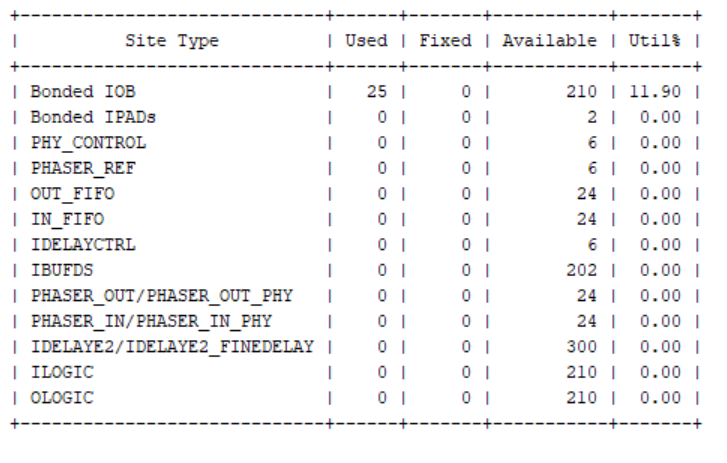 +-----------------------------+------+-------+-----------+-------+
|          Site Type          | Used | Fixed | Available | Util% |
+-----------------------------+------+-------+-----------+-------+
| Bonded IOB                  |   25 |     0 |       210 | 11.90 |
| Bonded IPADs                |    0 |     0 |         2 |  0.00 |
| PHY_CONTROL                 |    0 |     0 |         6 |  0.00 |
| PHASER_REF                  |    0 |     0 |         6 |  0.00 |
| OUT_FIFO                    |    0 |     0 |        24 |  0.00 |
| IN_FIFO                     |    0 |     0 |        24 |  0.00 |
| IDELAYCTRL                  |    0 |     0 |         6 |  0.00 |
| IBUFDS                      |    0 |     0 |       202 |  0.00 |
| PHASER_OUT/PHASER_OUT_PHY   |    0 |     0 |        24 |  0.00 |
| PHASER_IN/PHASER_IN_PHY     |    0 |     0 |        24 |  0.00 |
| IDELAYE2/IDELAYE2_FINEDELAY |    0 |     0 |       300 |  0.00 |
| ILOGIC                      |    0 |     0 |       210 |  0.00 |
| OLOGIC                      |    0 |     0 |       210 |  0.00 |
+-----------------------------+------+-------+-----------+-------+